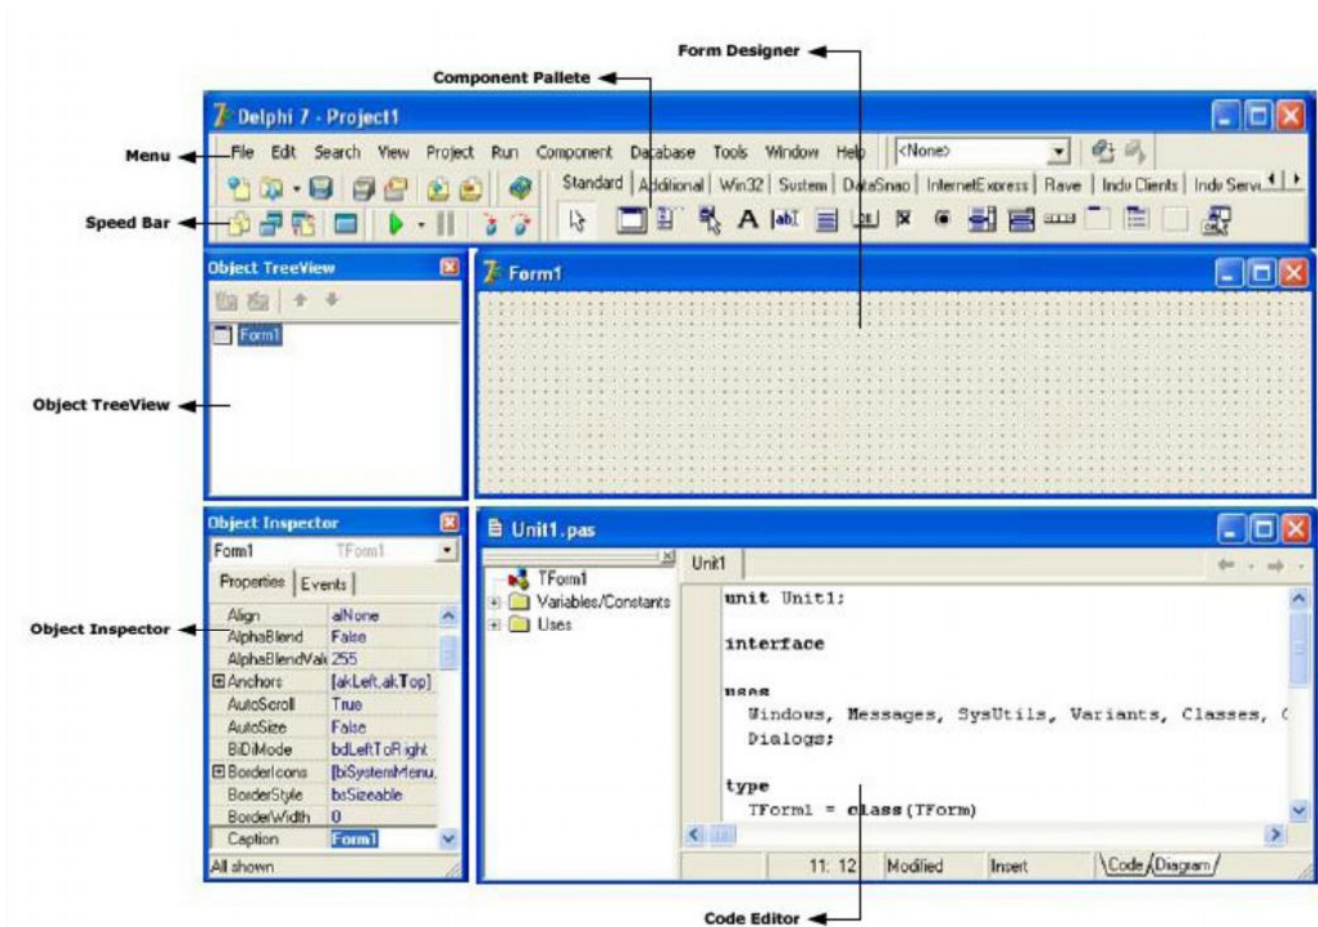 Form Designer
Component Pallete
Delphi 7 - Project1
Menu
File Edit Search View Project Run Component Database Tools Window Help <None>
Standard Additional Win32 System DataSnap InternetExpress Rave Indy Clients Indy Serve
Speed Bar
Object TreeView
Form1
Form1
Object TreeView
Object Inspector
Form1 TForm1
Properties Events
Object Inspector
Align alNone
AlphaBlend False
AlphaBlendValu 255
Anchors [akLeft,akTop]
AutoScroll True
AutoSize False
BiDiMode bdLeftToRight
BorderIcons [biSystemMenu,
BorderStyle bsSizeable
BorderWidth 0
Caption Form1
All shown
Unit1.pas
TForm1
Variables/Constants
Uses
Unit1
unit Unit1;
interface
uses
Windows, Messages, SysUtils, Variants, Classes,
Dialogs;
type
TForm1 = class(TForm)
11: 12 Modified Insert Code Diagram
Code Editor